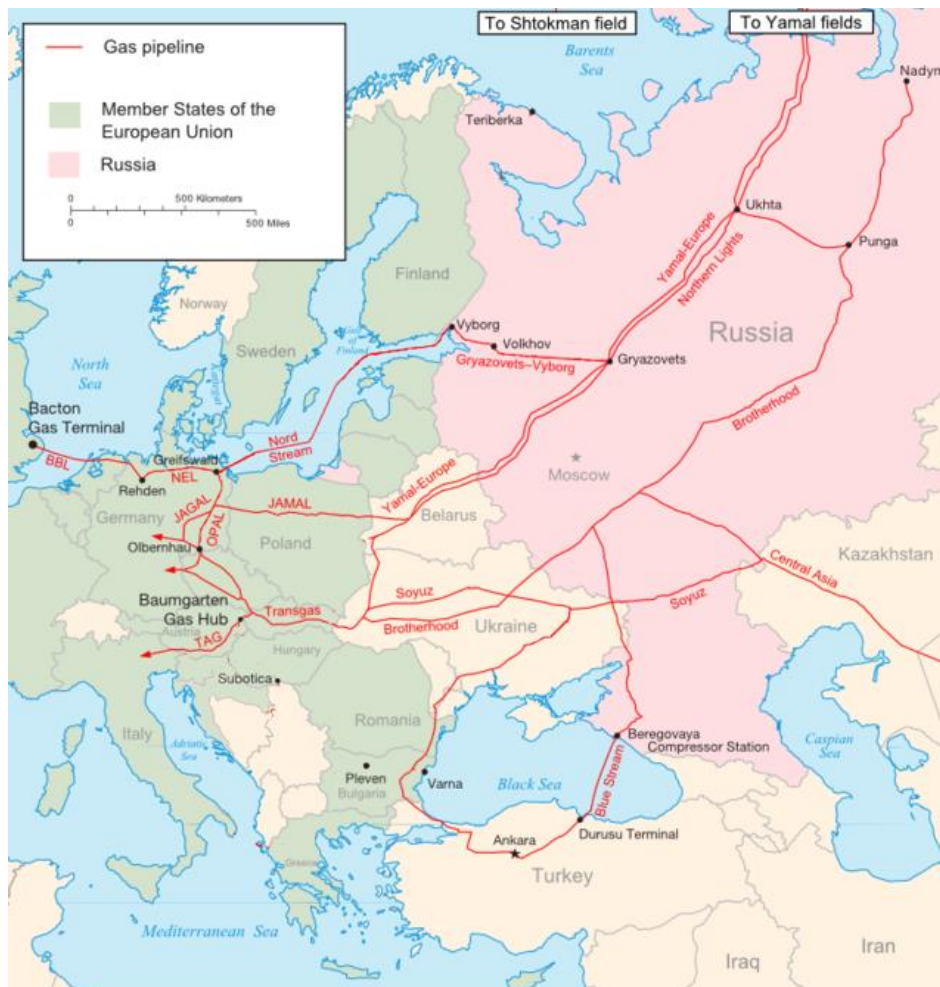 To Shtokman field
To Yamal fields
Gas pipeline
Member States of the
European Union
Russia
0
500 Kilometers
0
500 Miles
Barents
Sea
Nadym
Teriberka
Ukhta
Punga
Yamal-Europe
Northern Lights
Finland
Norway
Sweden
Russia
Vyborg
Volkhov
Gryazovets
Gryazovets–Vyborg
Gulf
of
Finland
North
Sea
Kattegat
Bacton
Gas Terminal
BBL
Greifswald
Nord
Stream
NEL
Rehden
Brotherhood
Moscow
Yamal-Europe
JAGAL
JAMAL
OPAL
Germany
Poland
Belarus
Olbernhau
Kazakhstan
Central Asia
Baumgarten
Gas Hub
Transgas
Soyuz
Soyuz
Brotherhood
Ukraine
Austria
TAG
Hungary
Subotica
Romania
Italy
Adriatic
Sea
Beregovaya
Compressor Station
Caspian
Sea
Pleven
Bulgaria
Varna
Black Sea
Blue Stream
Durusu Terminal
Ankara
Greece
Turkey
Mediterranean Sea
Iraq
Iran